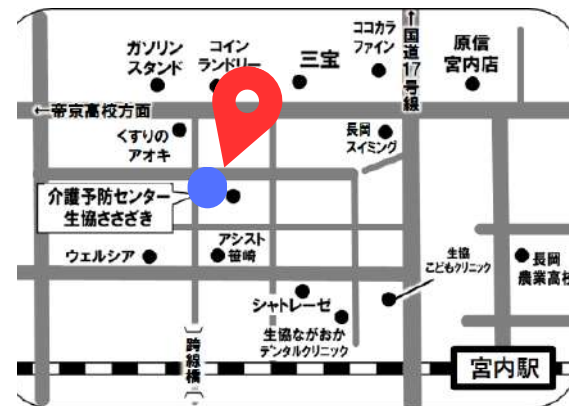 ガソリン
スタンド
コイン
ランドリー
三宝
ココカラ
ファイン
↑国道17号線
原信
宮内店
←帝京高校方面
くすりの
アオキ
長岡
スイミング
介護予防センター
生協ささざき
ウェルシア
アシスト
笹崎
生協
こどもクリニック
長岡
農業高校
シャトレーゼ
生協ながおか
デンタルクリニック
跨線橋
宮内駅